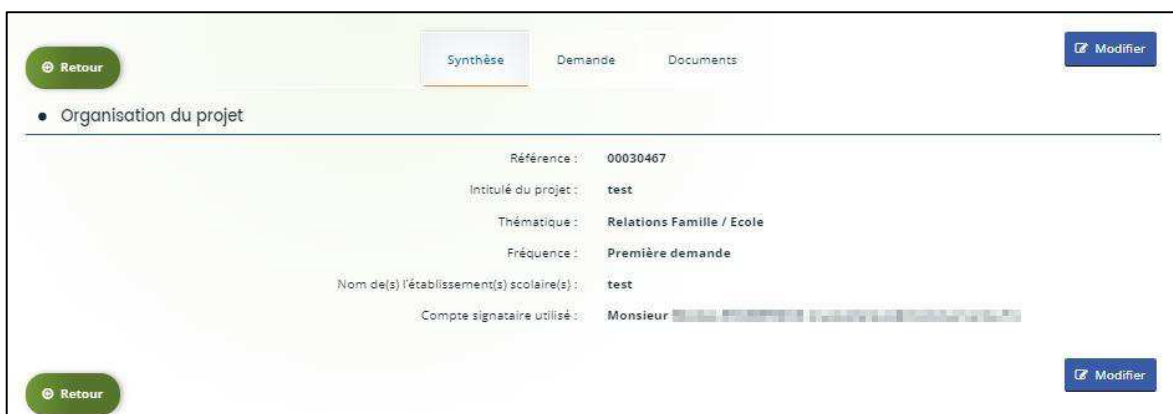 Retour
Synthèse Demande Documents
Modifier
Organisation du projet
Référence : 00030467
Intitulé du projet : test
Thématique : Relations Famille / Ecole
Fréquence : Première demande
Nom de(s) l'établissement(s) scolaire(s) : test
Compte signataire utilisé : Monsieur
Retour
Modifier